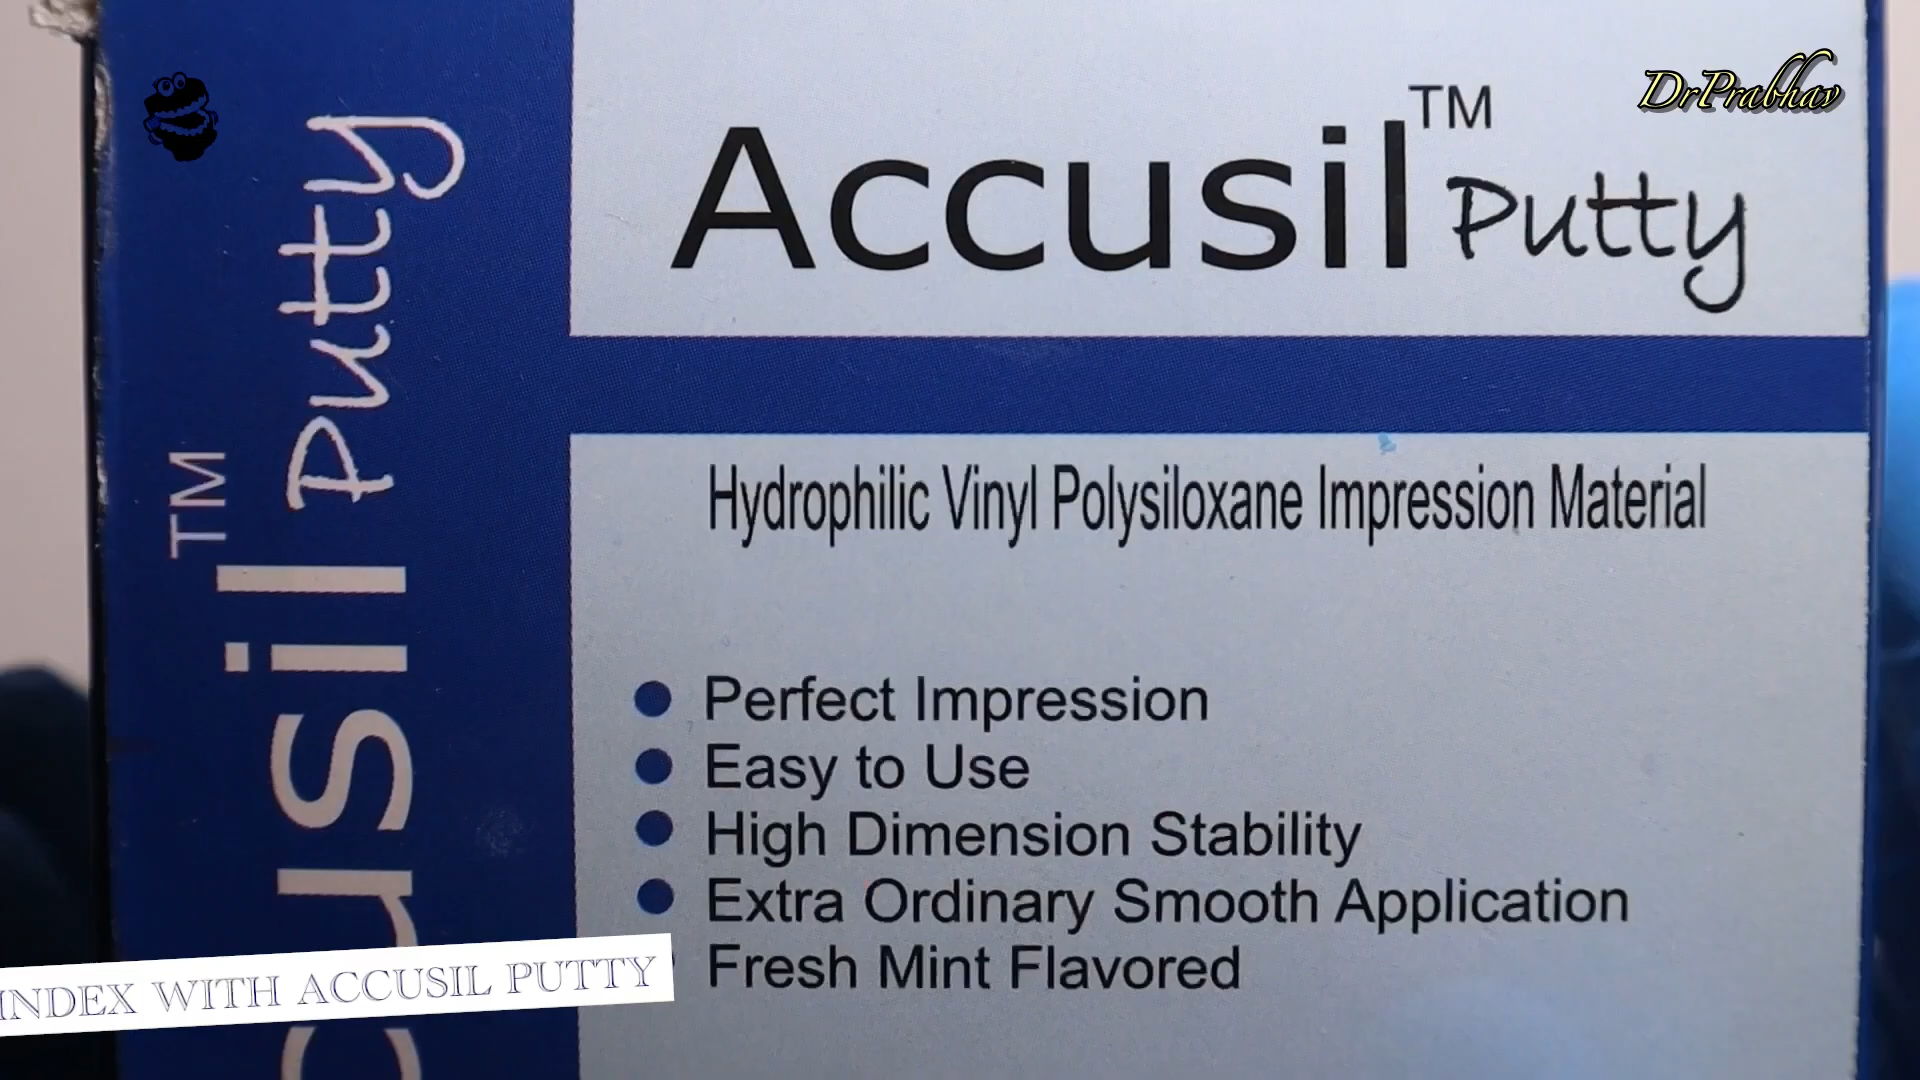 DrPrabhav
Accusil™ Putty
Hydrophilic Vinyl Polysiloxane Impression Material
Perfect Impression
Easy to Use
High Dimension Stability
Extra Ordinary Smooth Application
Fresh Mint Flavored
cusil™ Putty
INDEX WITH ACCUSIL PUTTY